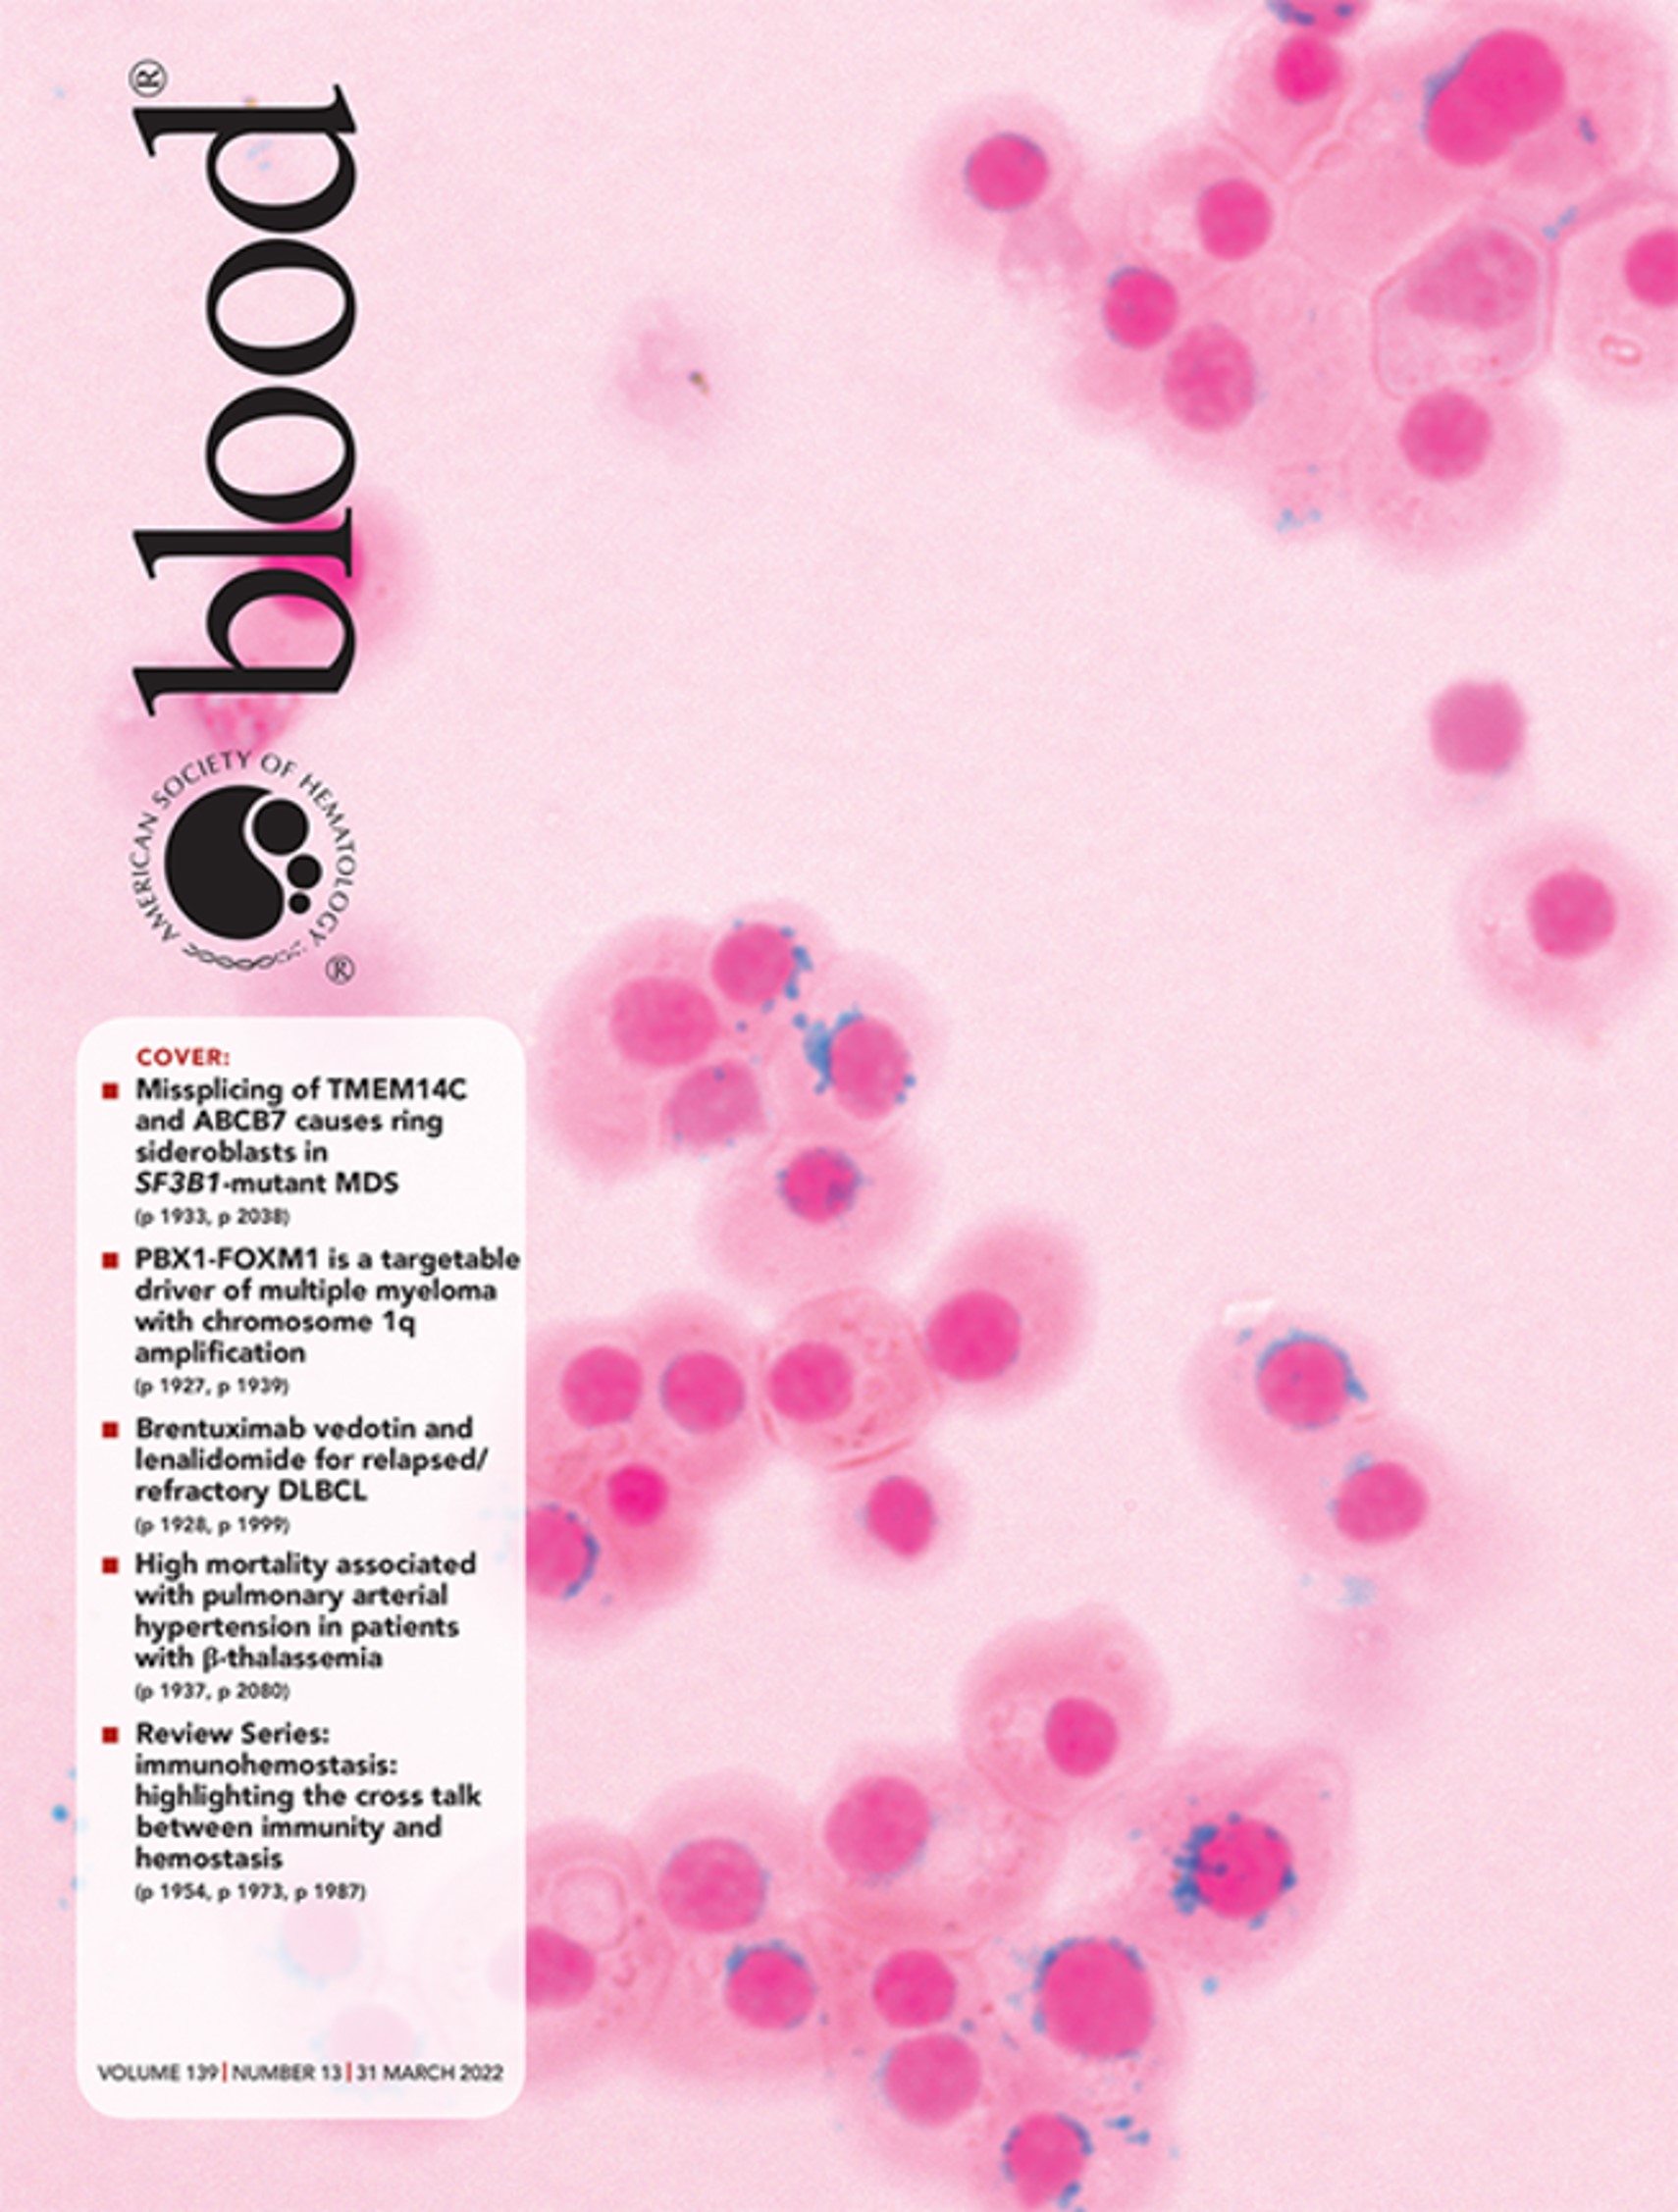 blood®
AMERICAN SOCIETY OF HEMATOLOGY
®
COVER:
Missplicing of TMEM14C
and ABCB7 causes ring
sideroblasts in
SF3B1-mutant MDS
(p 1933, p 2038)
PBX1-FOXM1 is a targetable
driver of multiple myeloma
with chromosome 1q
amplification
(p 1927, p 1939)
Brentuximab vedotin and
lenalidomide for relapsed/
refractory DLBCL
(p 1928, p 1999)
High mortality associated
with pulmonary arterial
hypertension in patients
with β-thalassemia
(p 1937, p 2080)
Review Series:
immunohemostasis:
highlighting the cross talk
between immunity and
hemostasis
(p 1954, p 1973, p 1987)
VOLUME 139 | NUMBER 13 | 31 MARCH 2022